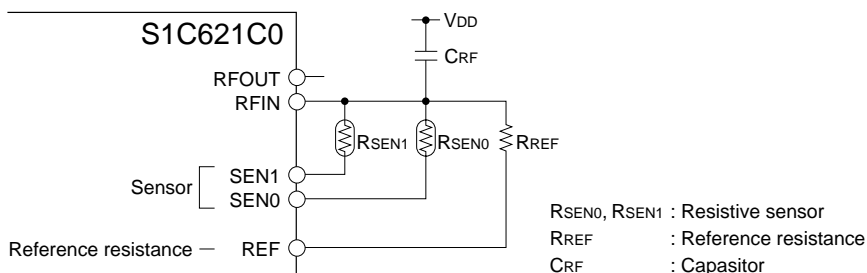 S1C621C0
VDD
CRF
RFOUT
RFIN
RSEN1
RSEN0
RREF
Sensor
SEN1
SEN0
Reference resistance
REF
RSEN0, RSEN1 : Resistive sensor
RREF : Reference resistance
CRF : Capasitor